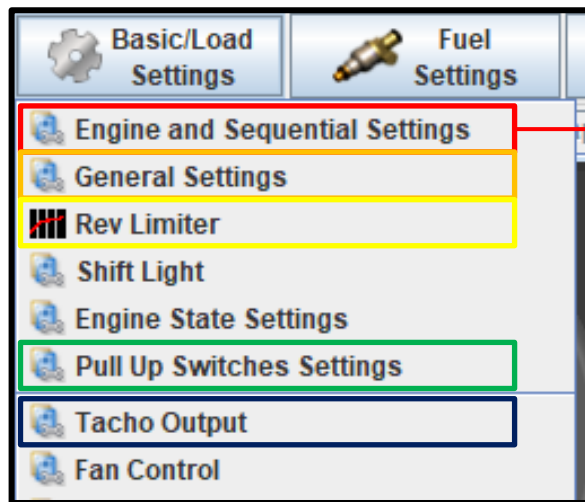 Basic/Load
Settings
Fuel
Settings
Engine and Sequential Settings
General Settings
Rev Limiter
Shift Light
Engine State Settings
Pull Up Switches Settings
Tacho Output
Fan Control